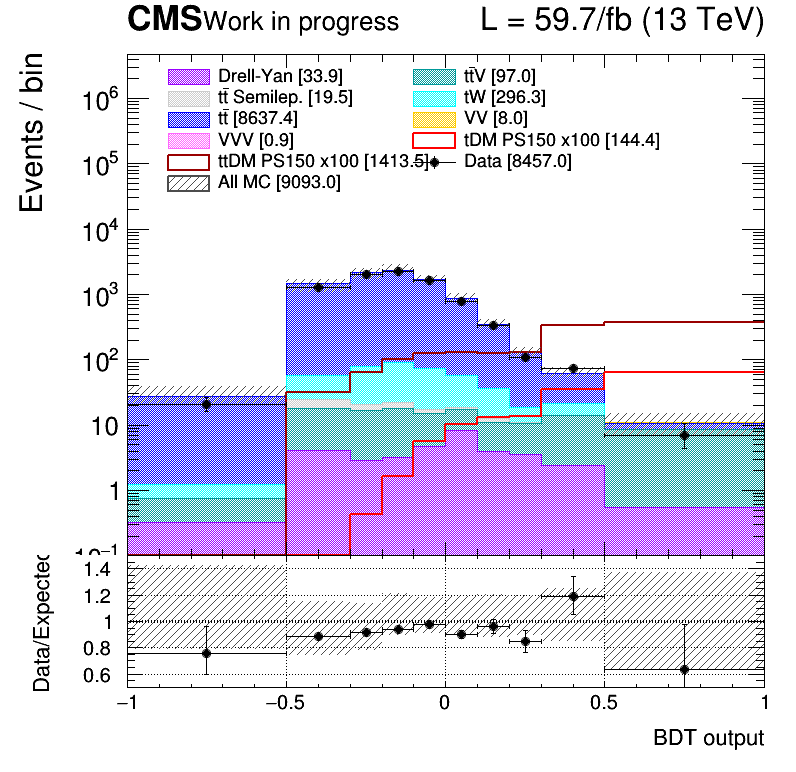 CMS Work in progress L = 59.7/fb (13 TeV)
Events / bin
Drell-Yan [33.9] tt̄V [97.0]
tt̄ Semilep. [19.5] tW [296.3]
tt̄ [8637.4] VV [8.0]
VVV [0.9] tDM PS150 x100 [144.4]
ttDM PS150 x100 [1413.5] Data [8457.0]
All MC [9093.0]
10⁶
10⁵
10⁴
10³
10²
10
1
10⁻¹
Data/Expected
1.4
1.2
1
0.8
0.6
−1 −0.5 0 0.5 1
BDT output